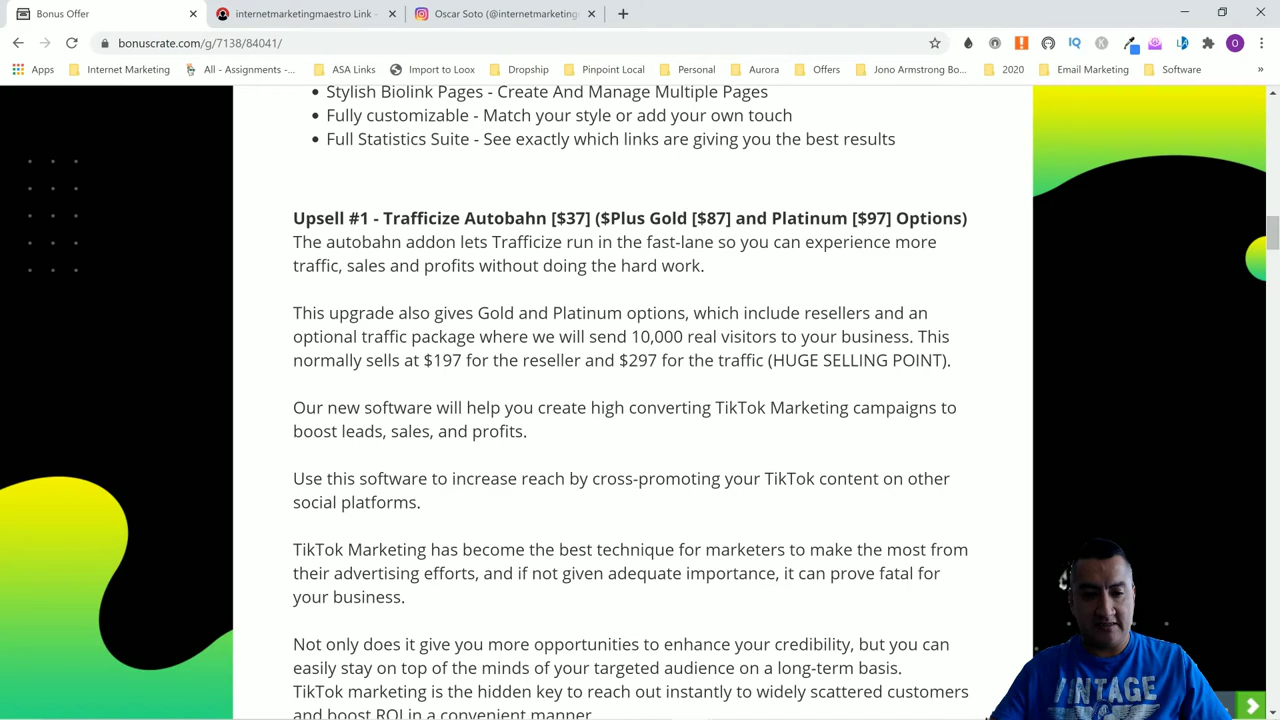 Bonus Offer
internetmarketingmaestro Link -
Oscar Soto (@internetmarketing
bonuscrate.com/g/7138/84041/
IQ
LA
O
Apps
Internet Marketing
All - Assignments -...
ASA Links
Import to Loox
Dropship
Pinpoint Local
Personal
Aurora
Offers
Jono Armstrong Bo...
2020
Email Marketing
Software
»
• Stylish Biolink Pages - Create And Manage Multiple Pages
• Fully customizable - Match your style or add your own touch
• Full Statistics Suite - See exactly which links are giving you the best results
Upsell #1 - Trafficize Autobahn [$37] ($Plus Gold [$87] and Platinum [$97] Options)
The autobahn addon lets Trafficize run in the fast-lane so you can experience more
traffic, sales and profits without doing the hard work.
This upgrade also gives Gold and Platinum options, which include resellers and an
optional traffic package where we will send 10,000 real visitors to your business. This
normally sells at $197 for the reseller and $297 for the traffic (HUGE SELLING POINT).
Our new software will help you create high converting TikTok Marketing campaigns to
boost leads, sales, and profits.
Use this software to increase reach by cross-promoting your TikTok content on other
social platforms.
TikTok Marketing has become the best technique for marketers to make the most from
their advertising efforts, and if not given adequate importance, it can prove fatal for
your business.
Not only does it give you more opportunities to enhance your credibility, but you can
easily stay on top of the minds of your targeted audience on a long-term basis.
TikTok marketing is the hidden key to reach out instantly to widely scattered customers
and boost ROI in a convenient manner.
VINTAGE